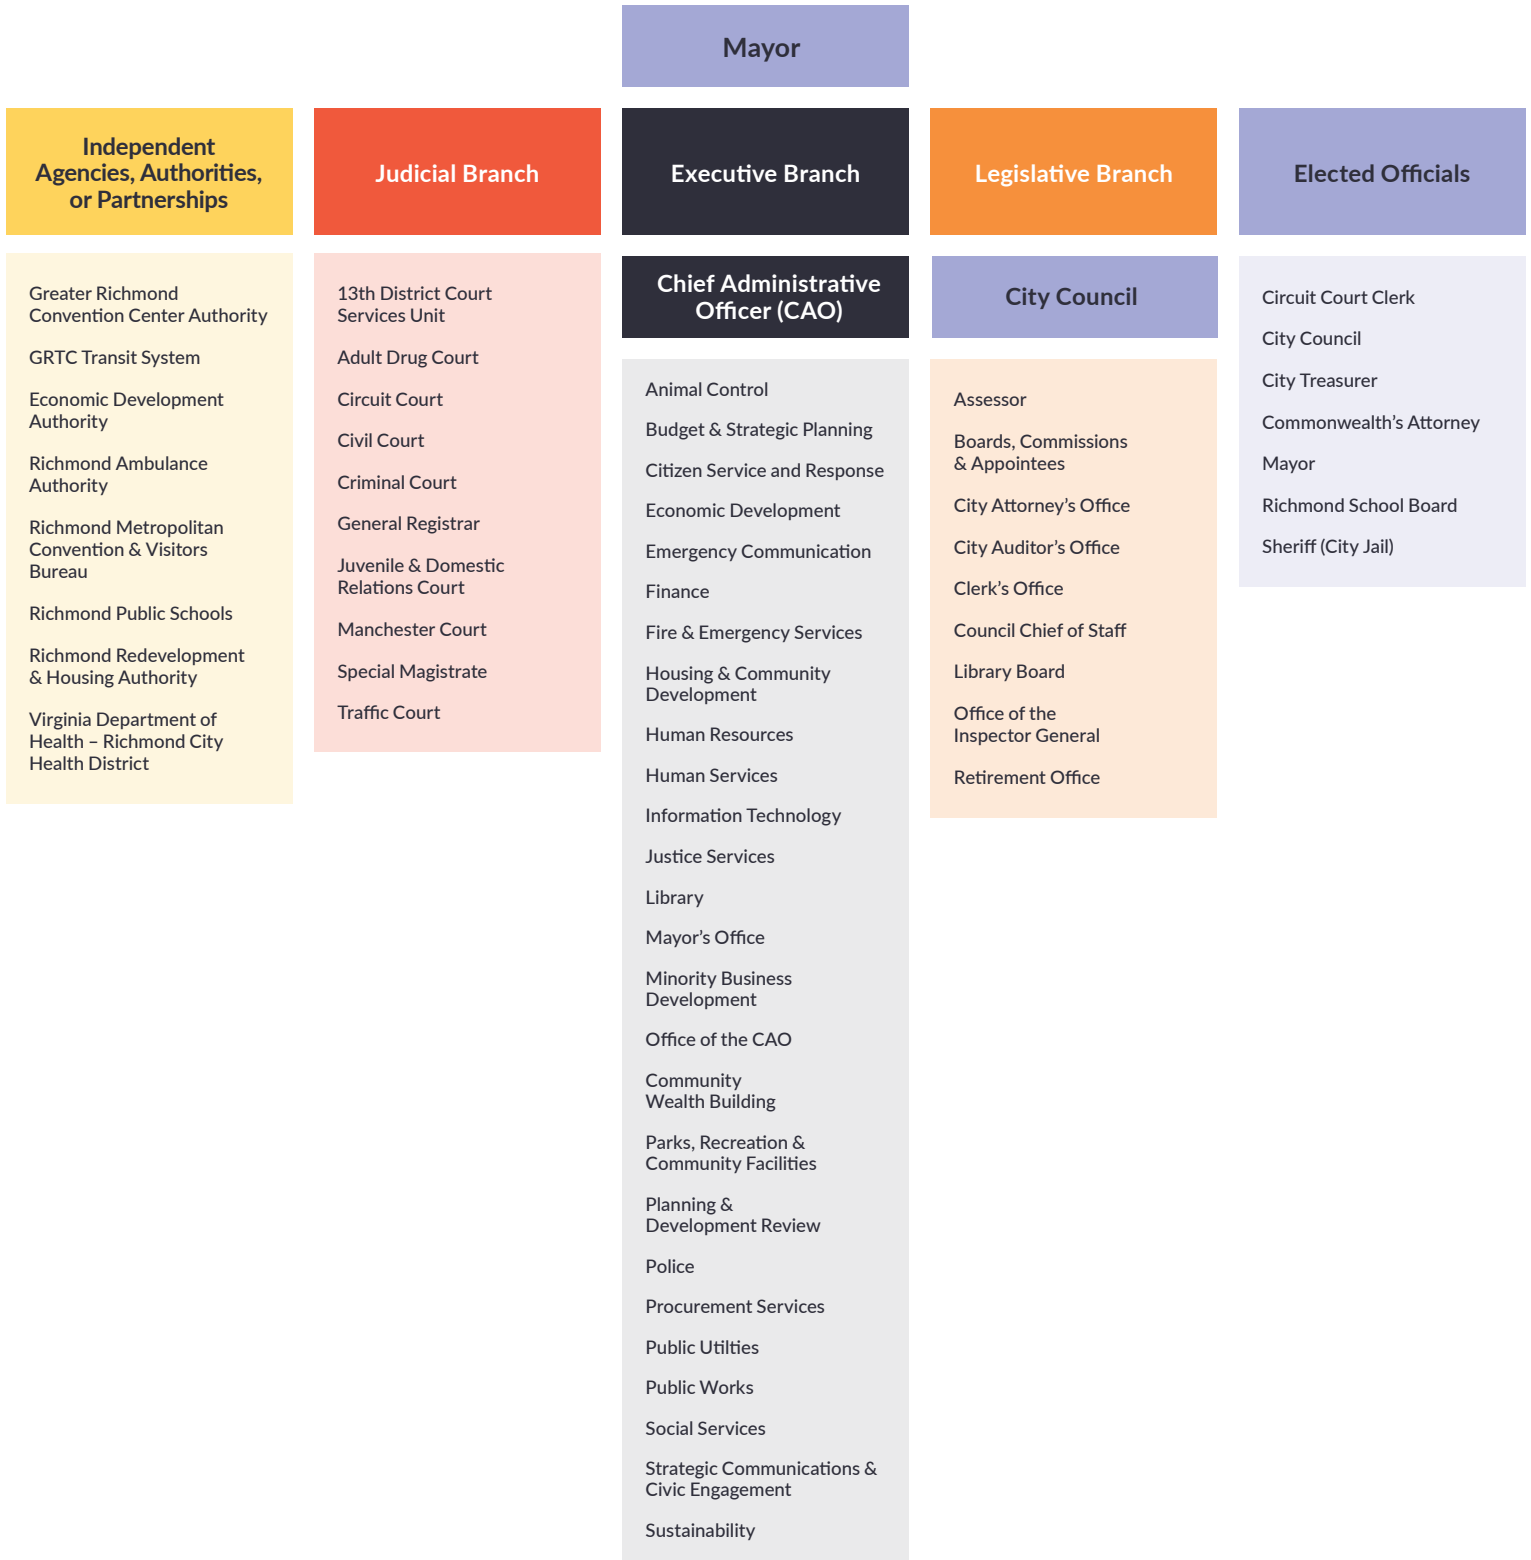 Mayor
Independent
Agencies, Authorities,
or Partnerships
Greater Richmond
Convention Center Authority
GRTC Transit System
Economic Development
Authority
Richmond Ambulance
Authority
Richmond Metropolitan
Convention & Visitors
Bureau
Richmond Public Schools
Richmond Redevelopment
& Housing Authority
Virginia Department of
Health – Richmond City
Health District
Judicial Branch
13th District Court
Services Unit
Adult Drug Court
Circuit Court
Civil Court
Criminal Court
General Registrar
Juvenile & Domestic
Relations Court
Manchester Court
Special Magistrate
Traffic Court
Executive Branch
Chief Administrative
Officer (CAO)
Animal Control
Budget & Strategic Planning
Citizen Service and Response
Economic Development
Emergency Communication
Finance
Fire & Emergency Services
Housing & Community
Development
Human Resources
Human Services
Information Technology
Justice Services
Library
Mayor’s Office
Minority Business
Development
Office of the CAO
Community
Wealth Building
Parks, Recreation &
Community Facilities
Planning &
Development Review
Police
Procurement Services
Public Utilties
Public Works
Social Services
Strategic Communications &
Civic Engagement
Sustainability
Legislative Branch
City Council
Assessor
Boards, Commissions
& Appointees
City Attorney’s Office
City Auditor’s Office
Clerk’s Office
Council Chief of Staff
Library Board
Office of the
Inspector General
Retirement Office
Elected Officials
Circuit Court Clerk
City Council
City Treasurer
Commonwealth’s Attorney
Mayor
Richmond School Board
Sheriff (City Jail)